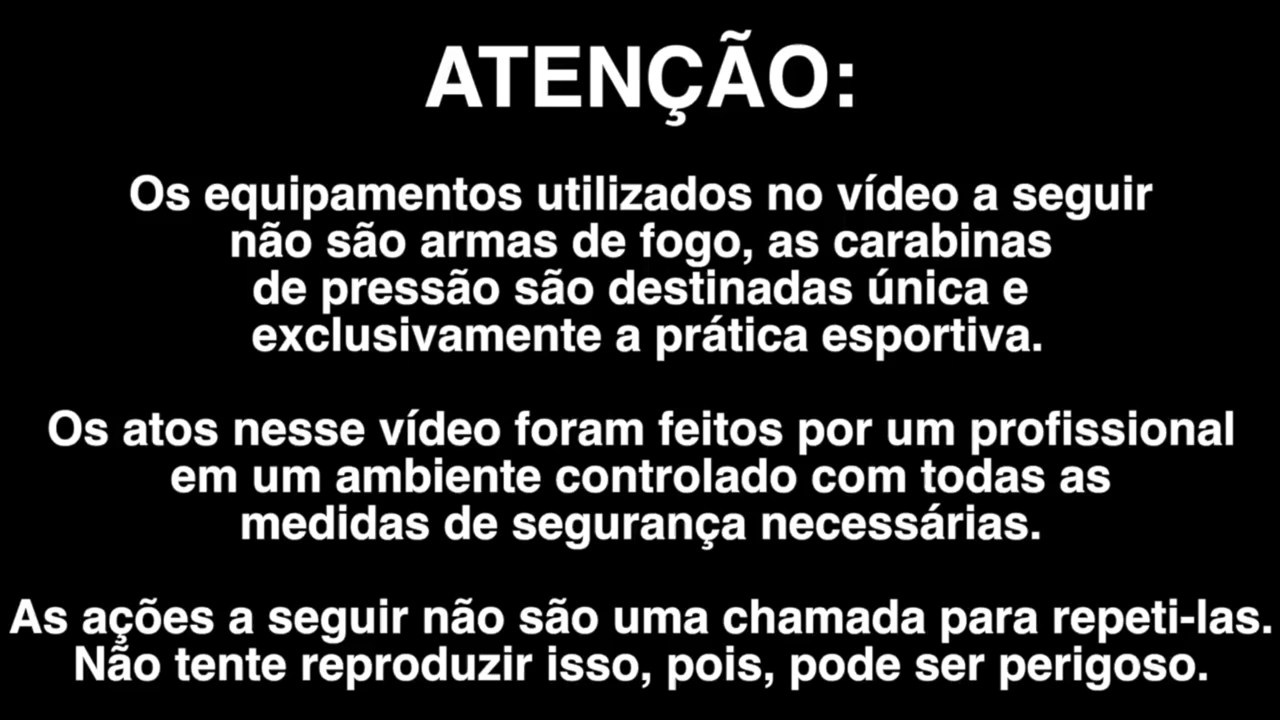 ATENÇÃO:
Os equipamentos utilizados no vídeo a seguir
não são armas de fogo, as carabinas
de pressão são destinadas única e
exclusivamente a prática esportiva.
Os atos nesse vídeo foram feitos por um profissional
em um ambiente controlado com todas as
medidas de segurança necessárias.
As ações a seguir não são uma chamada para repeti-las.
Não tente reproduzir isso, pois, pode ser perigoso.